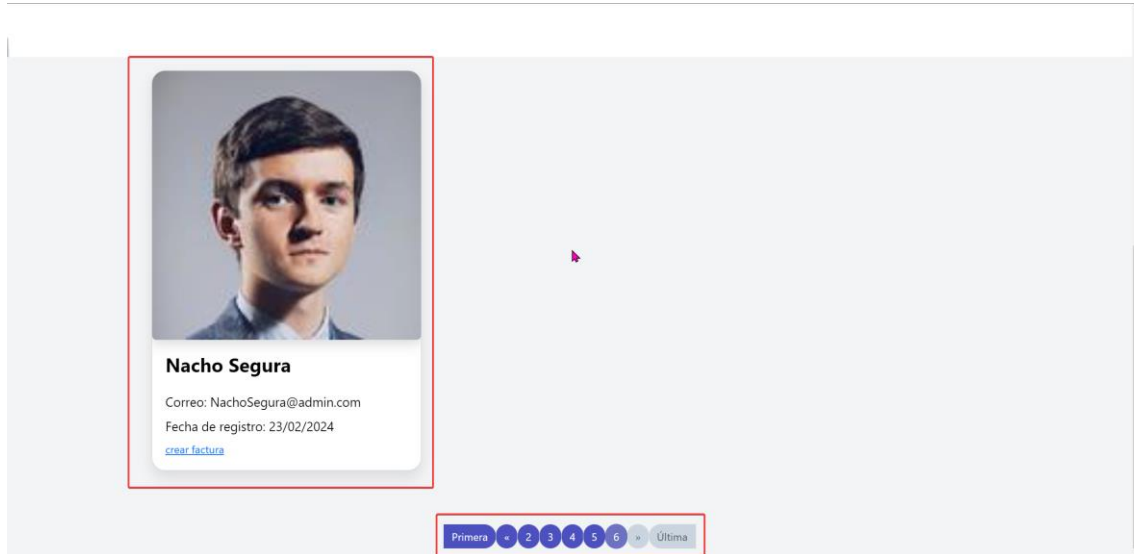 Nacho Segura
Correo: NachoSegura@admin.com
Fecha de registro: 23/02/2024
crear factura
Primera « 2 3 4 5 6 » Última